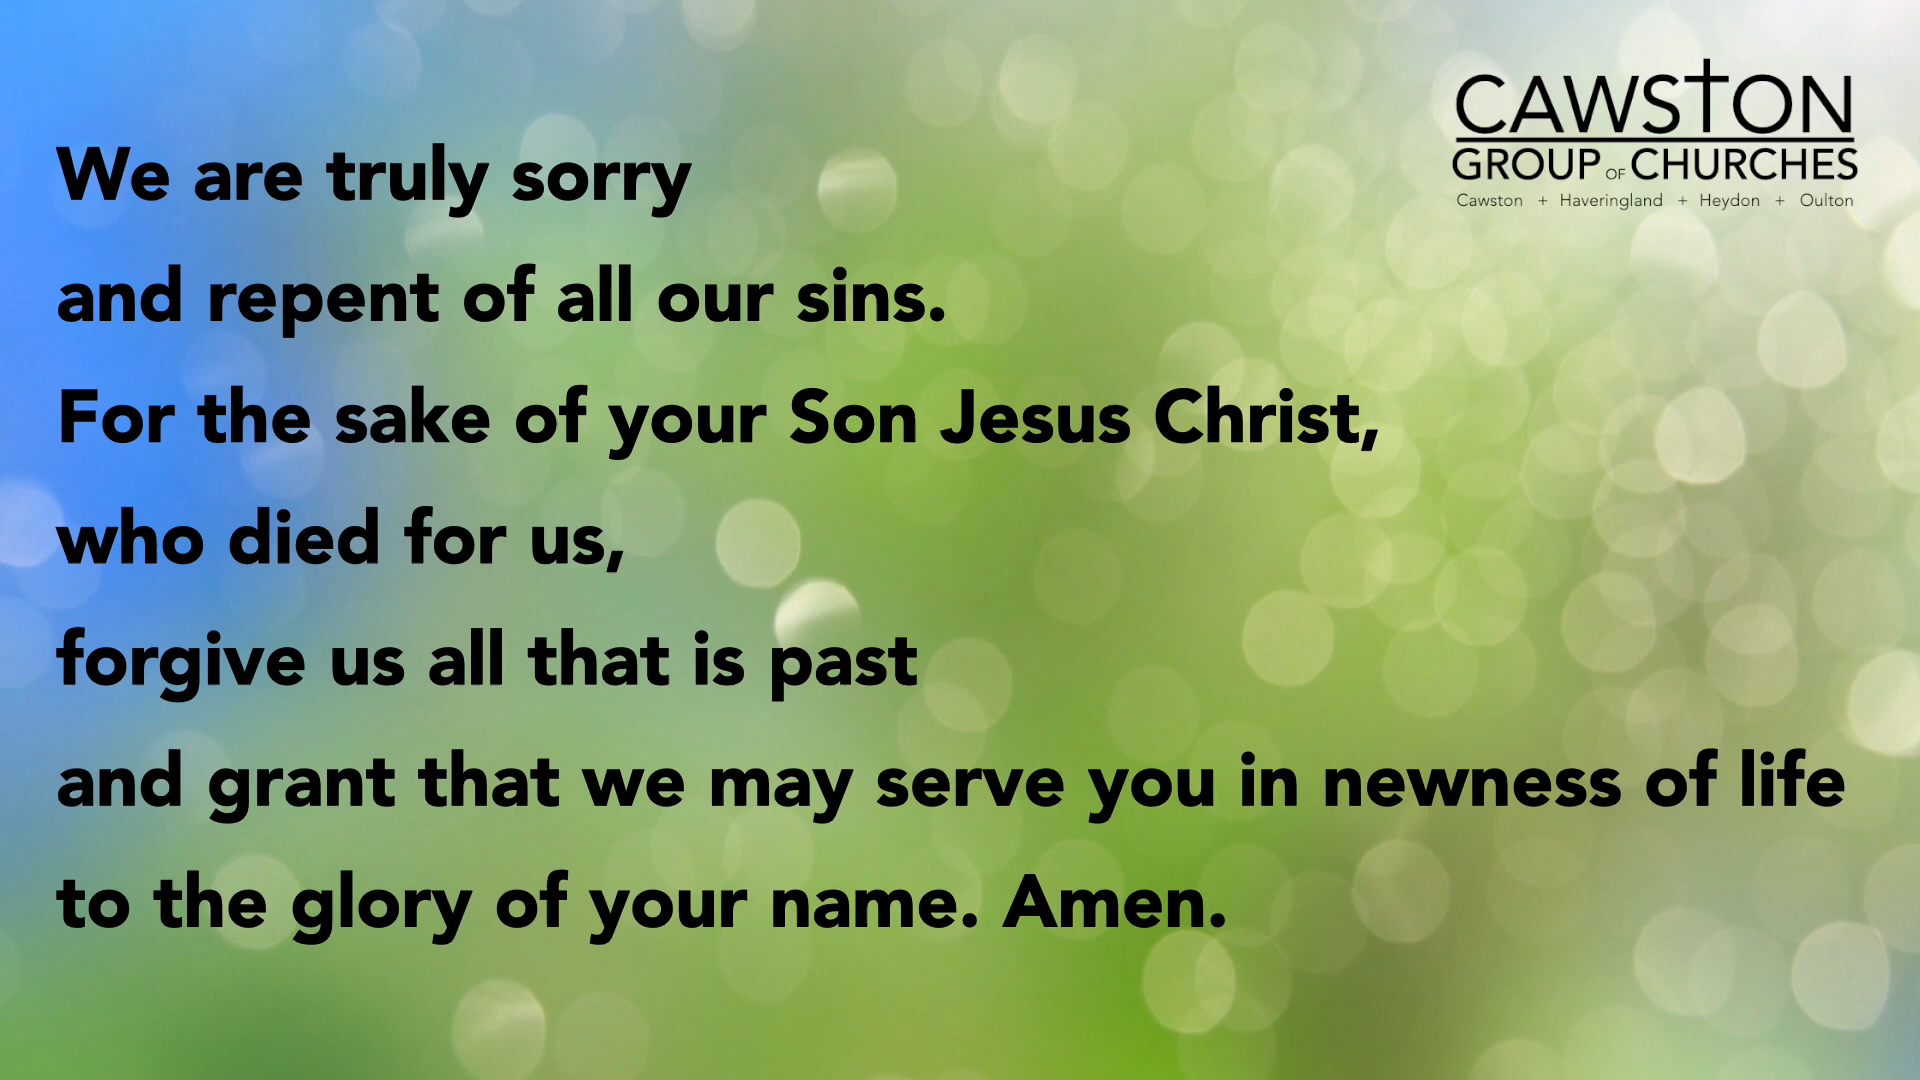 CAWSTON
GROUP OF CHURCHES
Cawston + Haveringland + Heydon + Oulton
We are truly sorry
and repent of all our sins.
For the sake of your Son Jesus Christ,
who died for us,
forgive us all that is past
and grant that we may serve you in newness of life
to the glory of your name. Amen.